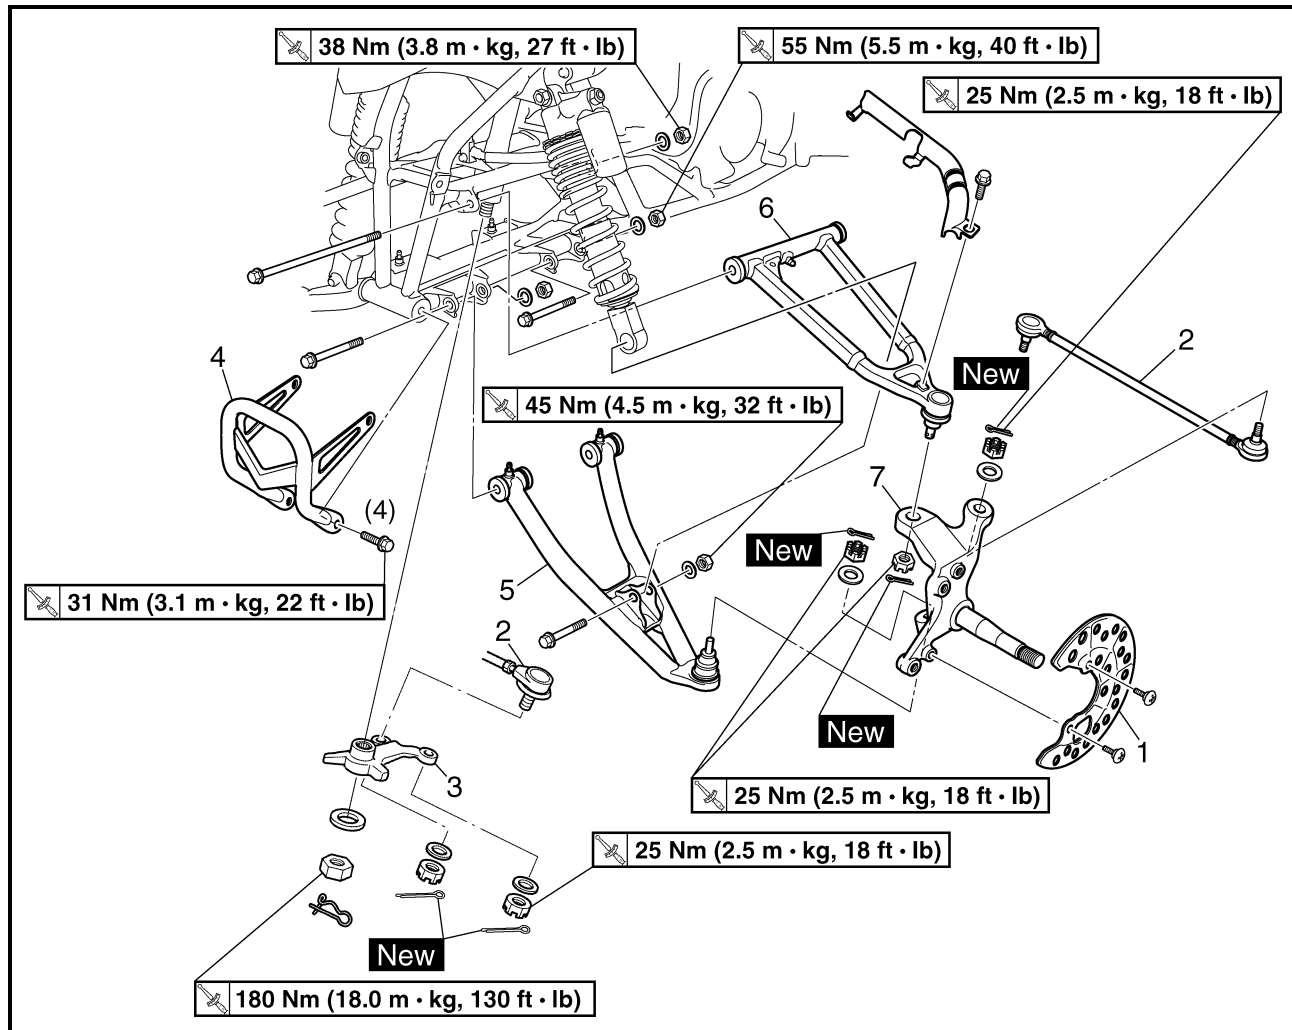 38 Nm (3.8 m · kg, 27 ft · lb)
55 Nm (5.5 m · kg, 40 ft · lb)
25 Nm (2.5 m · kg, 18 ft · lb)
6
2
4
New
45 Nm (4.5 m · kg, 32 ft · lb)
7
(4)
New
5
31 Nm (3.1 m · kg, 22 ft · lb)
2
New
1
3
25 Nm (2.5 m · kg, 18 ft · lb)
25 Nm (2.5 m · kg, 18 ft · lb)
New
180 Nm (18.0 m · kg, 130 ft · lb)